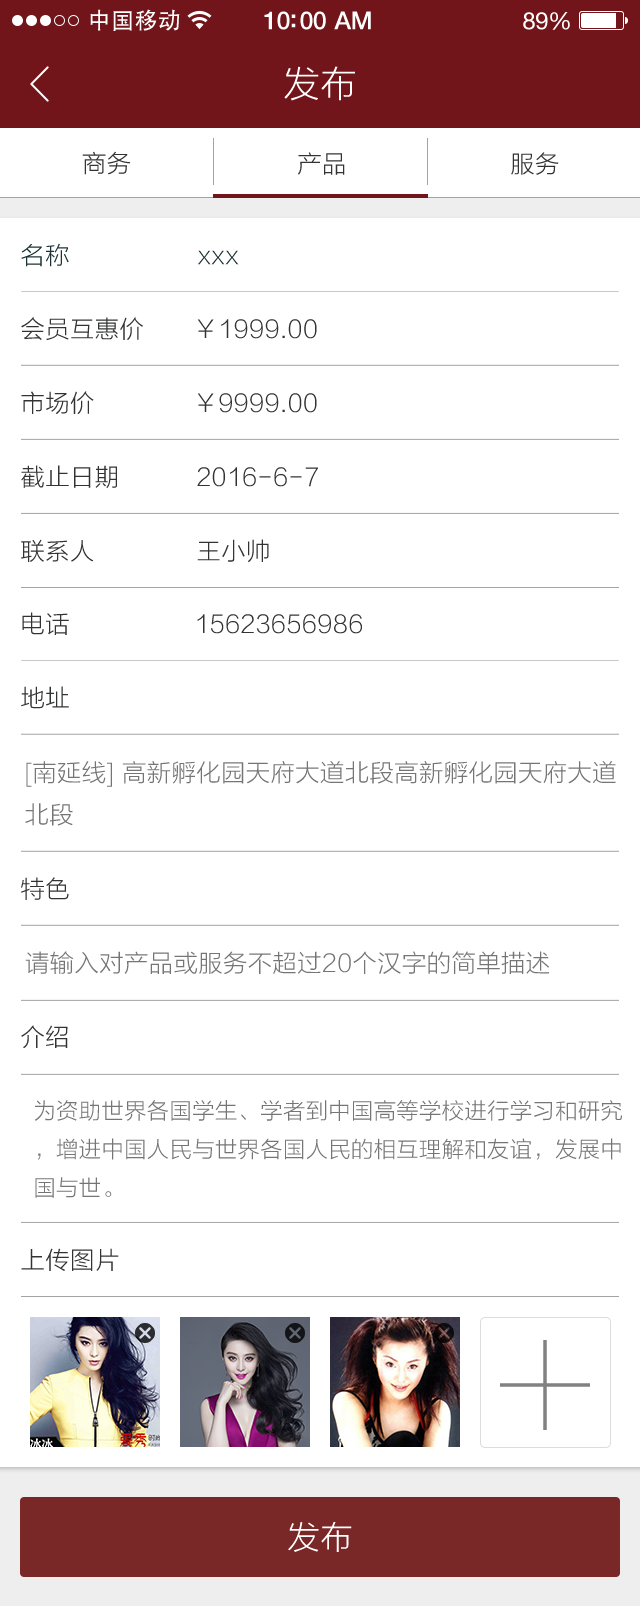 中国移动 10:00 AM 89%
发布
商务 产品 服务
名称 xxx
会员互惠价 ￥1999.00
市场价 ￥9999.00
截止日期 2016-6-7
联系人 王小帅
电话 15623656986
地址
[南延线] 高新孵化园天府大道北段高新孵化园天府大道
北段
特色
请输入对产品或服务不超过20个汉字的简单描述
介绍
为资助世界各国学生、学者到中国高等学校进行学习和研究
，增进中国人民与世界各国人民的相互理解和友谊，发展中
国与世。
上传图片
冰冰
发布